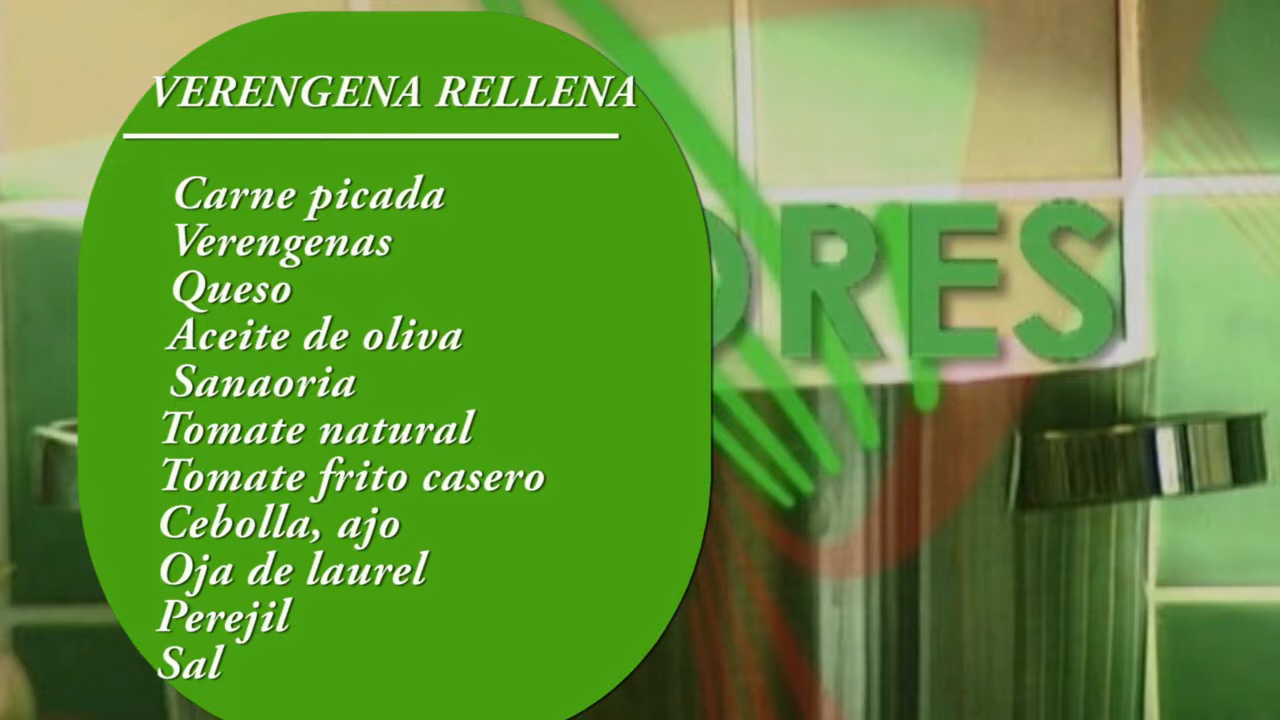 VERENGENA RELLENA
Carne picada
Verengenas
Queso
Aceite de oliva
Sanaoria
Tomate natural
Tomate frito casero
Cebolla, ajo
Oja de laurel
Perejil
Sal